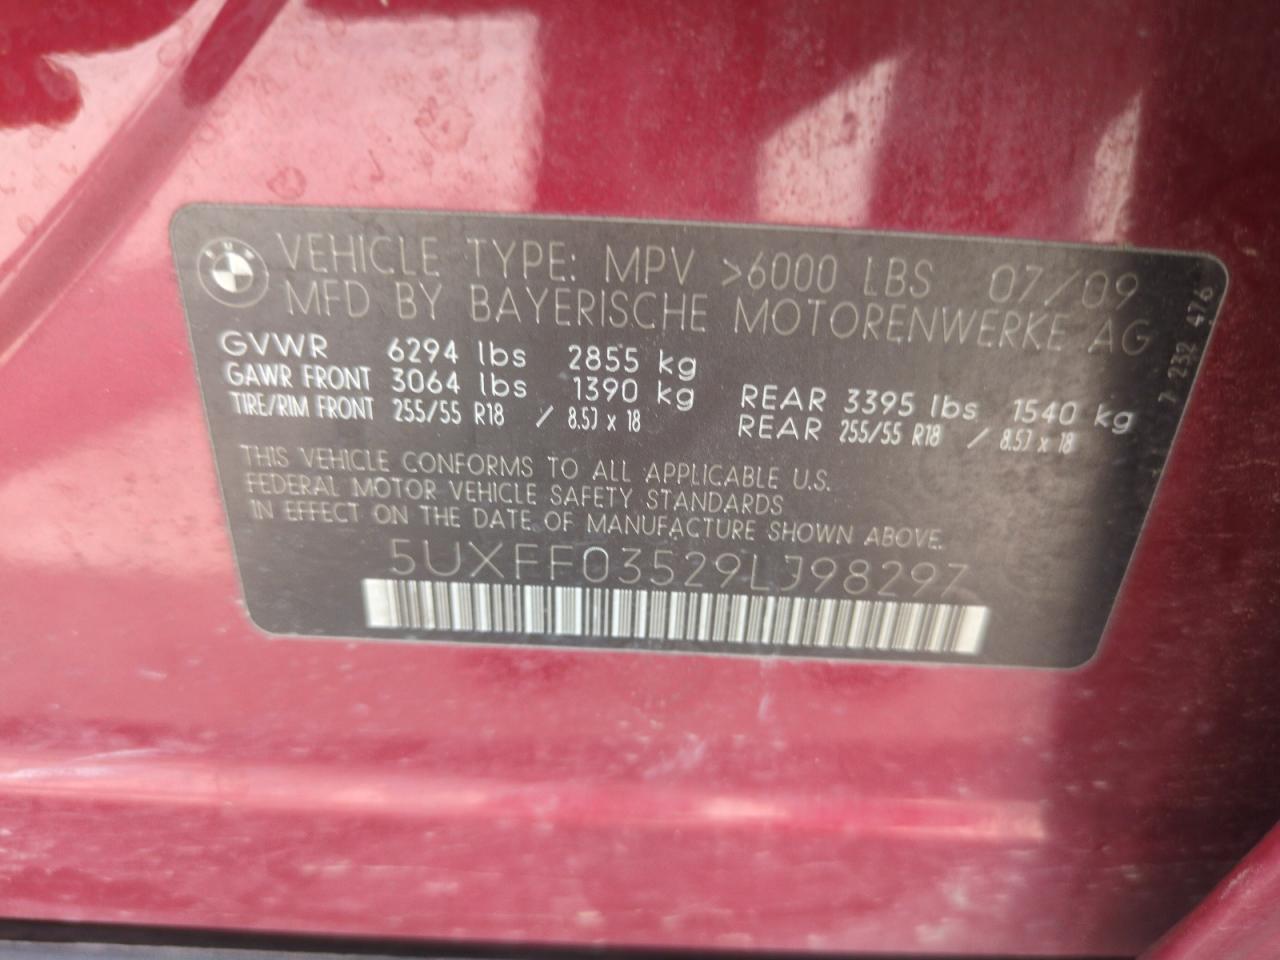 VEHICLE TYPE: MPV >6000 LBS 07/09
MFD BY BAYERISCHE MOTORENWERKE AG
GVWR 6294 lbs 2855 kg
GAWR FRONT 3064 lbs 1390 kg REAR 3395 lbs 1540 kg
TIRE/RIM FRONT 255/55 R18 / 8.5J x 18 REAR 255/55 R18 / 8.5J x 18
THIS VEHICLE CONFORMS TO ALL APPLICABLE U.S.
FEDERAL MOTOR VEHICLE SAFETY STANDARDS
IN EFFECT ON THE DATE OF MANUFACTURE SHOWN ABOVE.
5UXFF03529LJ98297
7 232 476